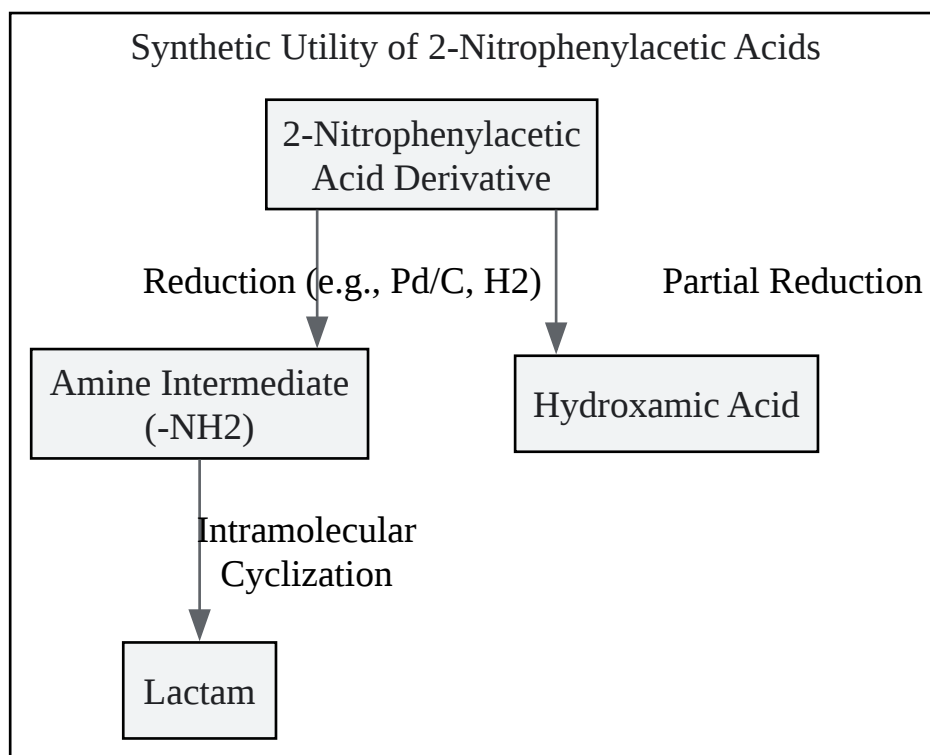 Synthetic Utility of 2-Nitrophenylacetic Acids
2-Nitrophenylacetic
Acid Derivative
Reduction (e.g., Pd/C, H2)
Partial Reduction
Amine Intermediate
(-NH2)
Hydroxamic Acid
Intramolecular
Cyclization
Lactam